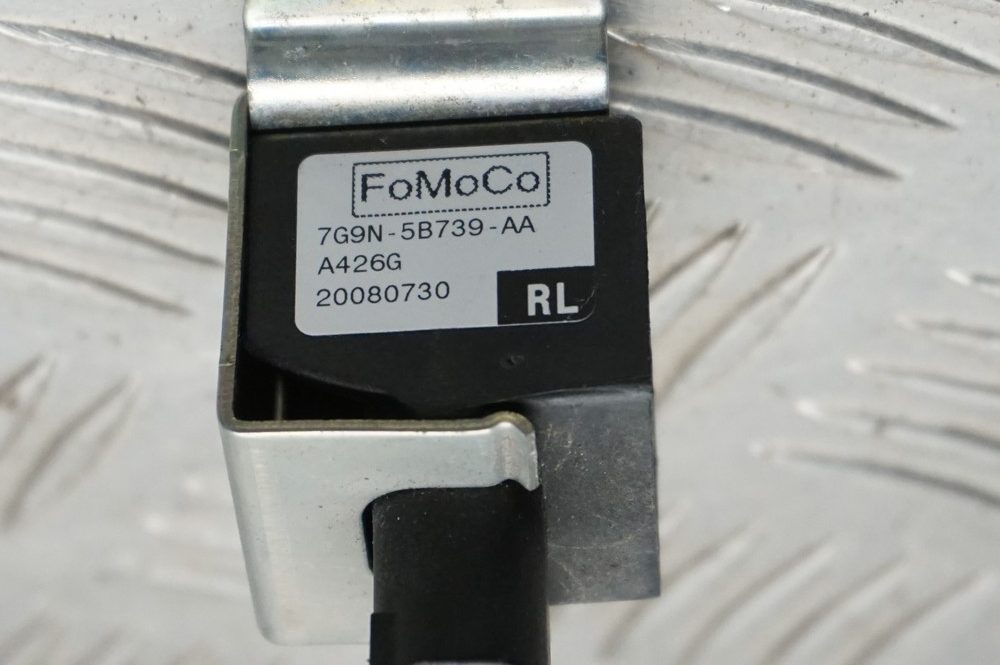 FoMoCo
7G9N-5B739-AA
A426G
20080730
RL